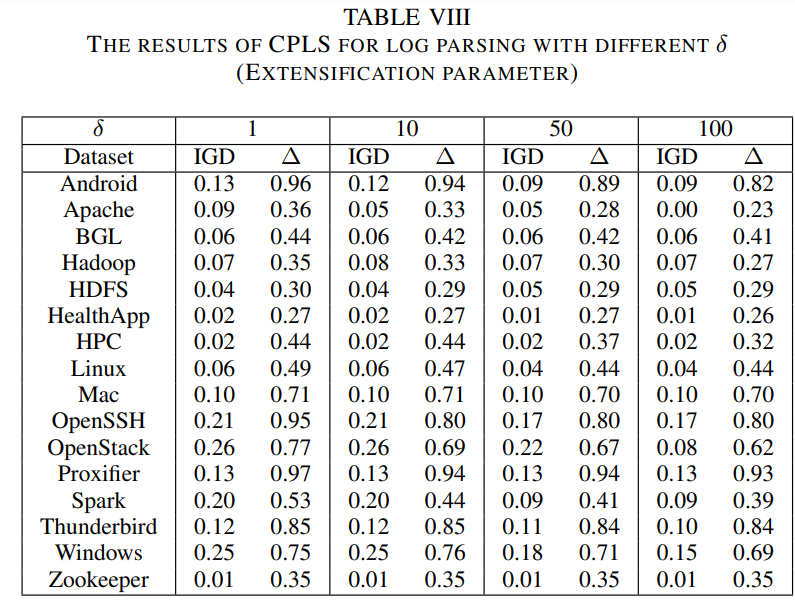 TABLE VIII
THE RESULTS OF CPLS FOR LOG PARSING WITH DIFFERENT δ
(EXTENSIFICATION PARAMETER)
δ 1 10 50 100
Dataset IGD Δ IGD Δ IGD Δ IGD Δ
Android 0.13 0.96 0.12 0.94 0.09 0.89 0.09 0.82
Apache 0.09 0.36 0.05 0.33 0.05 0.28 0.00 0.23
BGL 0.06 0.44 0.06 0.42 0.06 0.42 0.06 0.41
Hadoop 0.07 0.35 0.08 0.33 0.07 0.30 0.07 0.27
HDFS 0.04 0.30 0.04 0.29 0.05 0.29 0.05 0.29
HealthApp 0.02 0.27 0.02 0.27 0.01 0.27 0.01 0.26
HPC 0.02 0.44 0.02 0.44 0.02 0.37 0.02 0.32
Linux 0.06 0.49 0.06 0.47 0.04 0.44 0.04 0.44
Mac 0.10 0.71 0.10 0.71 0.10 0.70 0.10 0.70
OpenSSH 0.21 0.95 0.21 0.80 0.17 0.80 0.17 0.80
OpenStack 0.26 0.77 0.26 0.69 0.22 0.67 0.08 0.62
Proxifier 0.13 0.97 0.13 0.94 0.13 0.94 0.13 0.93
Spark 0.20 0.53 0.20 0.44 0.09 0.41 0.09 0.39
Thunderbird 0.12 0.85 0.12 0.85 0.11 0.84 0.10 0.84
Windows 0.25 0.75 0.25 0.76 0.18 0.71 0.15 0.69
Zookeeper 0.01 0.35 0.01 0.35 0.01 0.35 0.01 0.35